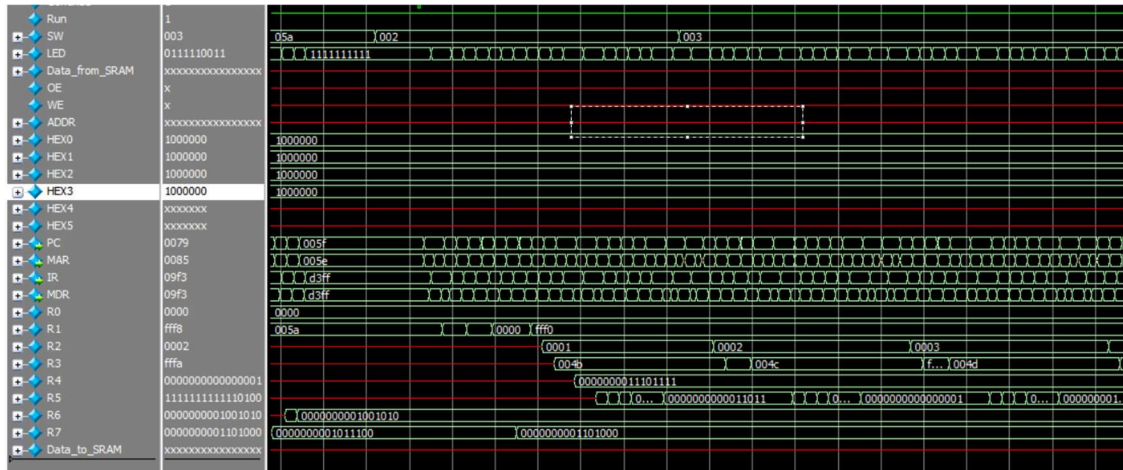 Run 1
SW 003 05a 002 003
LED 0111110011 1111111111
Data_from_SRAM xxxxxxxxxxxxxxxx
OE x
WE x
ADDR xxxxxxxxxxxxxxxx
HEX0 1000000 1000000
HEX1 1000000 1000000
HEX2 1000000 1000000
HEX3 1000000 1000000
HEX4 xxxxxxx
HEX5 xxxxxxx
PC 0079 005f
MAR 0085 005e
IR 09f3 d3ff
MDR 09f3 d3ff
R0 0000 0000
R1 fff8 005a 0000 fff0
R2 0002 0001 0002 0003
R3 fffa 004b 004c f... 004d
R4 0000000000000001 0000000011101111
R5 1111111111110100 0... 0000000000011011 0... 0000000000000001 0... 000000001...
R6 0000000001001010 0000000001001010
R7 0000000001101000 0000000001011100 0000000001101000
Data_to_SRAM xxxxxxxxxxxxxxxx